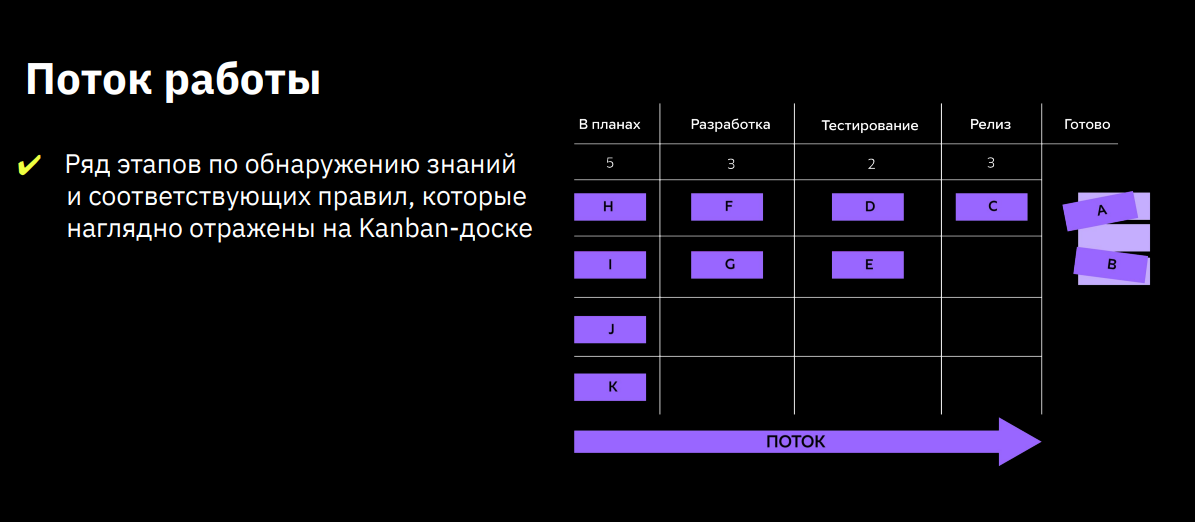 Поток работы
✔ Ряд этапов по обнаружению знаний
и соответствующих правил, которые
наглядно отражены на Kanban-доске
В планах Разработка Тестирование Релиз Готово
5 3 2 3
H F D C A
I G E B
J
K
ПОТОК